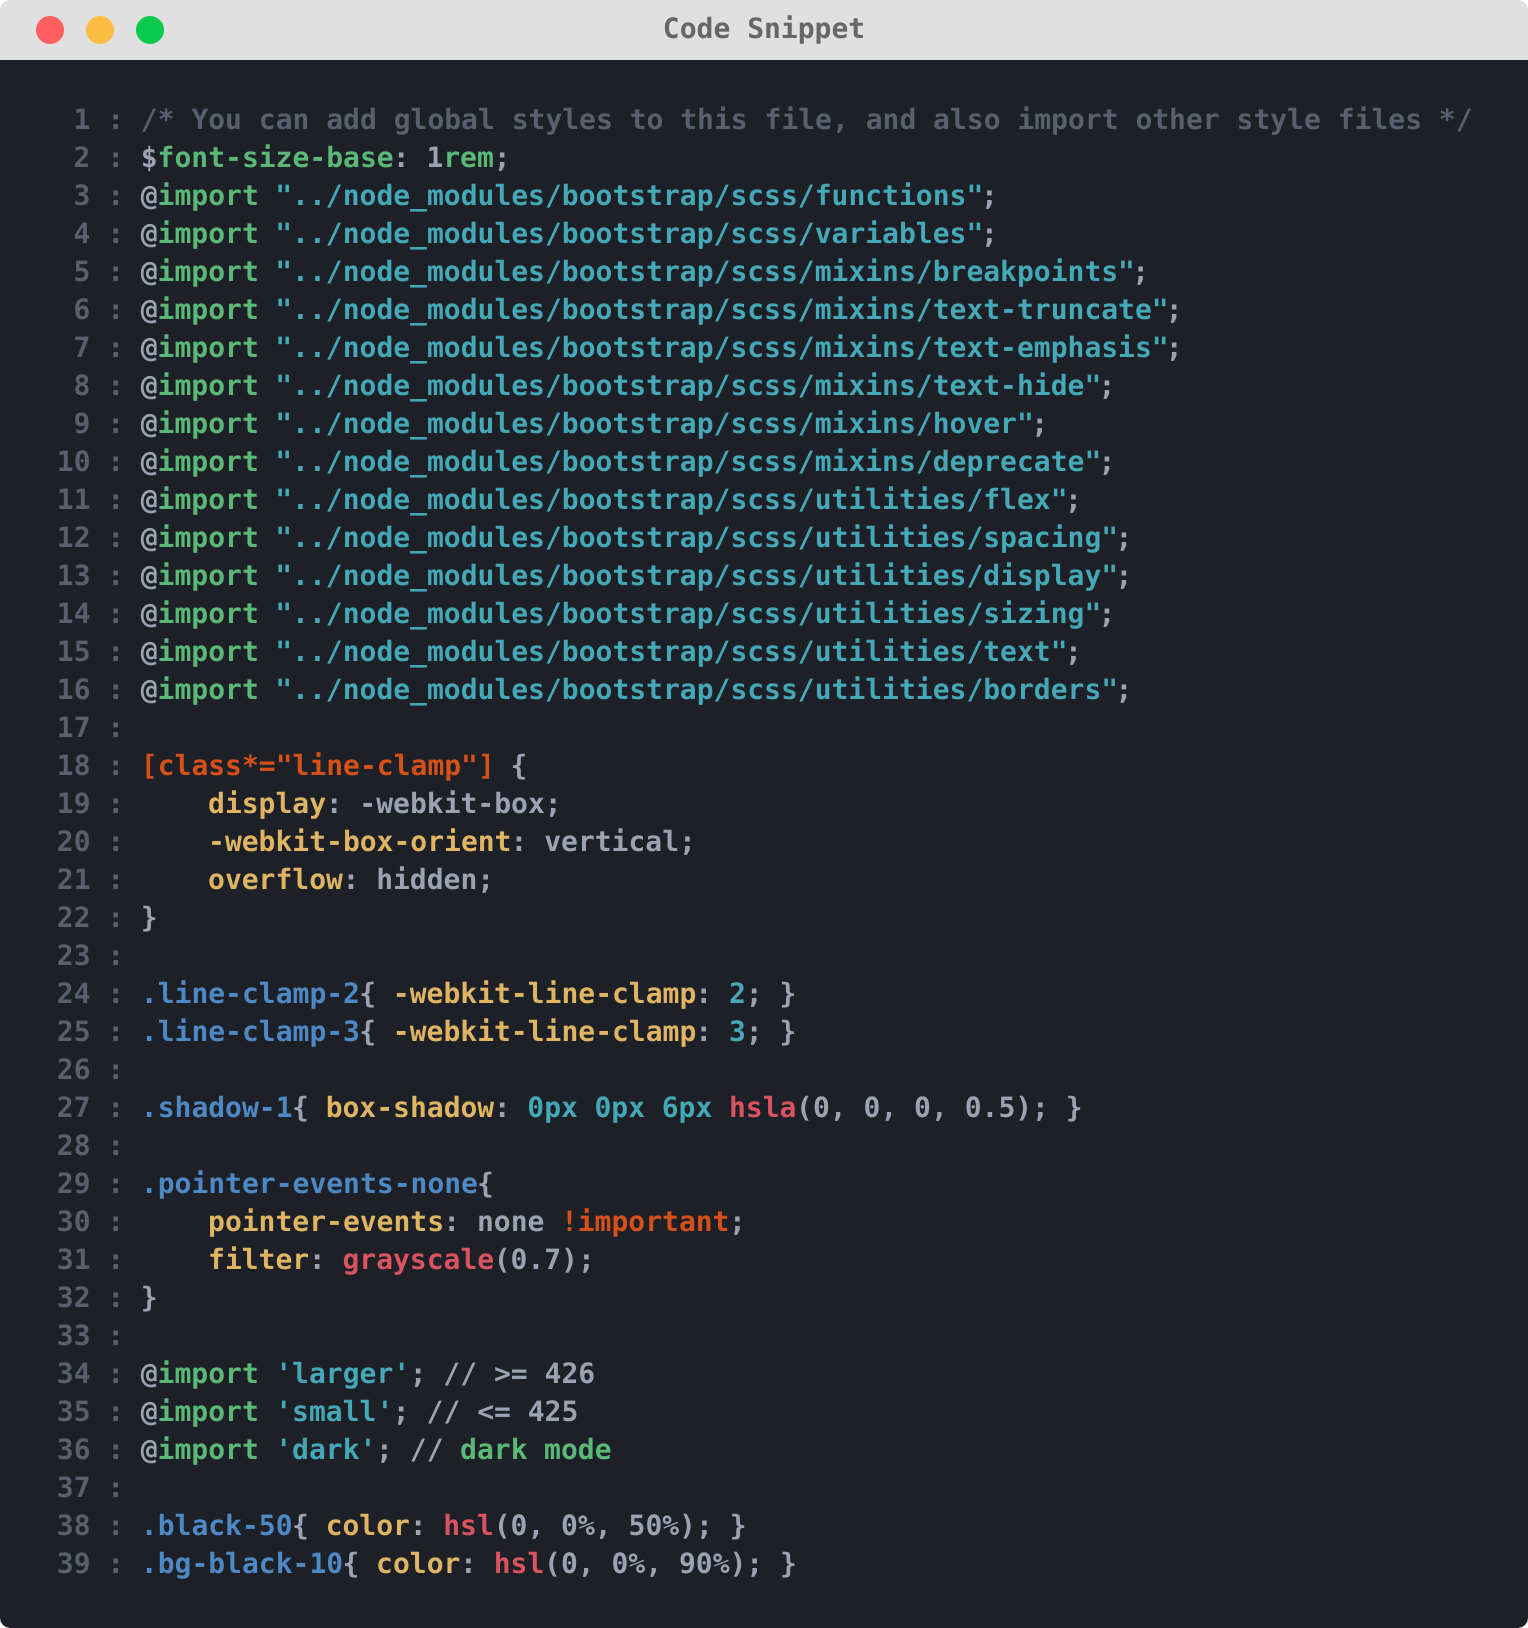 Code Snippet
1 : /* You can add global styles to this file, and also import other style files */
2 : $font-size-base: 1rem;
3 : @import "../node_modules/bootstrap/scss/functions";
4 : @import "../node_modules/bootstrap/scss/variables";
5 : @import "../node_modules/bootstrap/scss/mixins/breakpoints";
6 : @import "../node_modules/bootstrap/scss/mixins/text-truncate";
7 : @import "../node_modules/bootstrap/scss/mixins/text-emphasis";
8 : @import "../node_modules/bootstrap/scss/mixins/text-hide";
9 : @import "../node_modules/bootstrap/scss/mixins/hover";
10 : @import "../node_modules/bootstrap/scss/mixins/deprecate";
11 : @import "../node_modules/bootstrap/scss/utilities/flex";
12 : @import "../node_modules/bootstrap/scss/utilities/spacing";
13 : @import "../node_modules/bootstrap/scss/utilities/display";
14 : @import "../node_modules/bootstrap/scss/utilities/sizing";
15 : @import "../node_modules/bootstrap/scss/utilities/text";
16 : @import "../node_modules/bootstrap/scss/utilities/borders";
17 :
18 : [class*="line-clamp"] {
19 :     display: -webkit-box;
20 :     -webkit-box-orient: vertical;
21 :     overflow: hidden;
22 : }
23 :
24 : .line-clamp-2{ -webkit-line-clamp: 2; }
25 : .line-clamp-3{ -webkit-line-clamp: 3; }
26 :
27 : .shadow-1{ box-shadow: 0px 0px 6px hsla(0, 0, 0, 0.5); }
28 :
29 : .pointer-events-none{
30 :     pointer-events: none !important;
31 :     filter: grayscale(0.7);
32 : }
33 :
34 : @import 'larger'; // >= 426
35 : @import 'small'; // <= 425
36 : @import 'dark'; // dark mode
37 :
38 : .black-50{ color: hsl(0, 0%, 50%); }
39 : .bg-black-10{ color: hsl(0, 0%, 90%); }